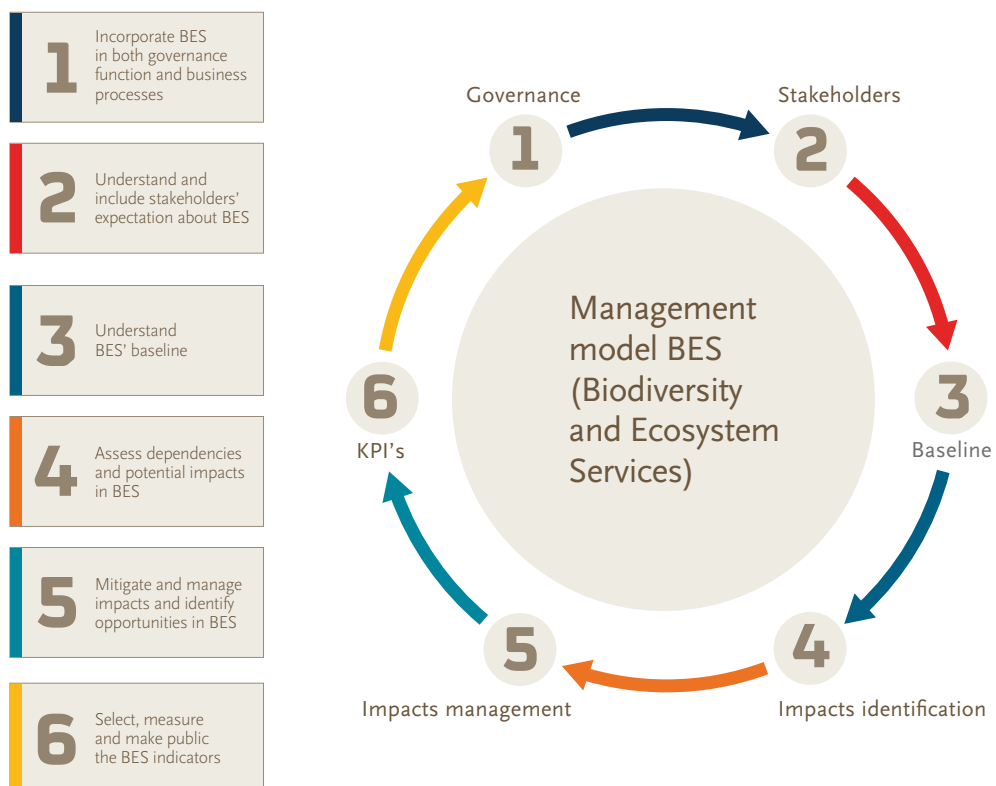 1
Incorporate BES
in both governance
function and business
processes
2
Understand and
include stakeholders'
expectation about BES
3
Understand
BES' baseline
4
Assess dependencies
and potential impacts
in BES
5
Mitigate and manage
impacts and identify
opportunities in BES
6
Select, measure
and make public
the BES indicators
Governance
1
Stakeholders
2
3
Baseline
4
Impacts identification
5
Impacts management
6
KPI's
Management
model BES
(Biodiversity
and Ecosystem
Services)